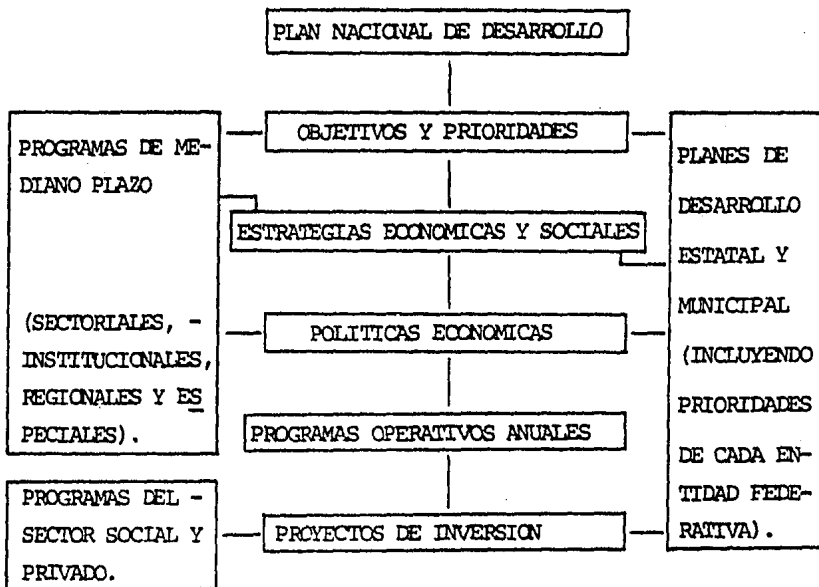 PLAN NACIONAL DE DESARROLLO
OBJETIVOS Y PRIORIDADES
PROGRAMAS DE ME-
DIANO PLAZO
(SECTORIALES, -
INSTITUCIONALES,
REGIONALES Y ES
PECIALES).
ESTRATEGIAS ECONOMICAS Y SOCIALES
POLITICAS ECONOMICAS
PROGRAMAS OPERATIVOS ANUALES
PLANES DE
DESARROLLO
ESTATAL Y
MUNICIPAL
(INCLUYENDO
PRIORIDADES
DE CADA EN-
TIDAD FEDE-
RATIVA).
PROGRAMAS DEL -
SECTOR SOCIAL Y
PRIVADO.
PROYECTOS DE INVERSION